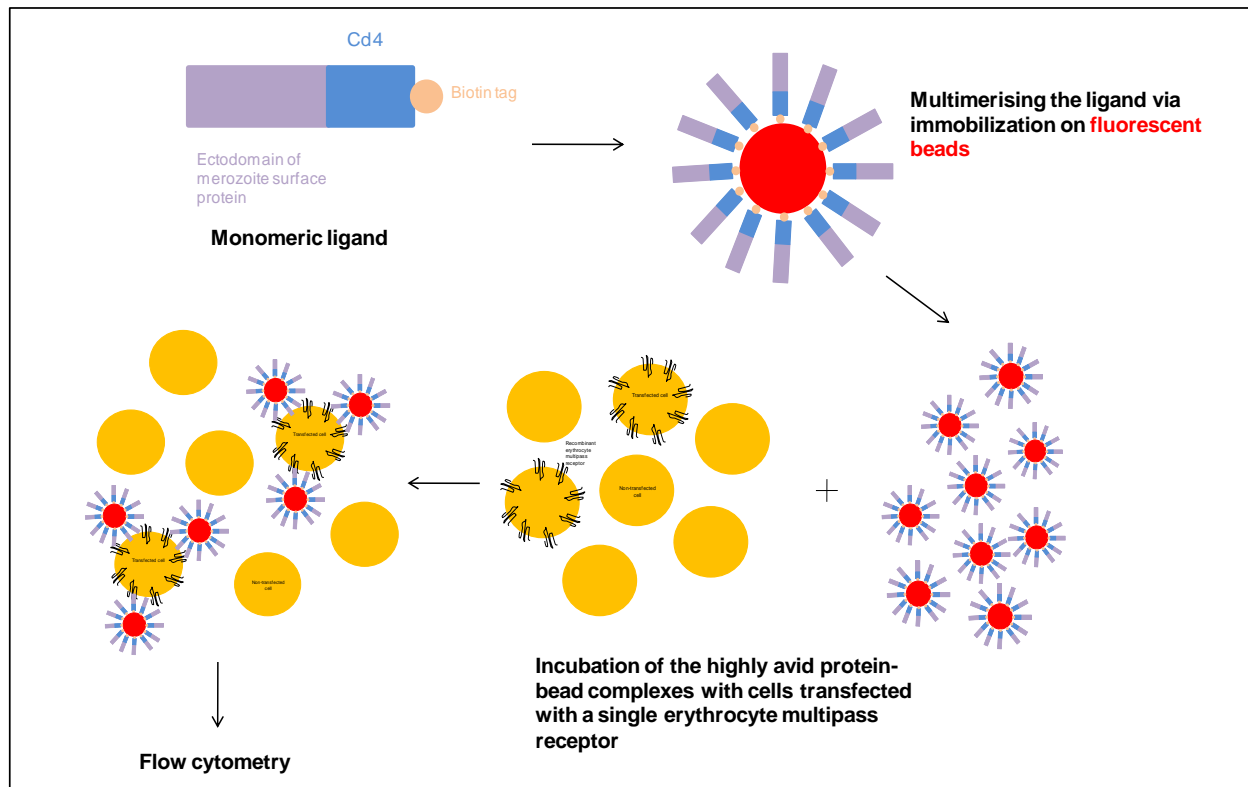 Cd4
Biotin tag
Ectodomain of
merozoite surface
protein
Monomeric ligand
Multimerising the ligand via
immobilization on fluorescent
beads
Transfected cell
Recombinant
erythrocyte
multipass
receptor
Non-transfected
cell
+
Transfected cell
Transfected cell
Non-transfected
cell
Incubation of the highly avid protein-
bead complexes with cells transfected
with a single erythrocyte multipass
receptor
Flow cytometry